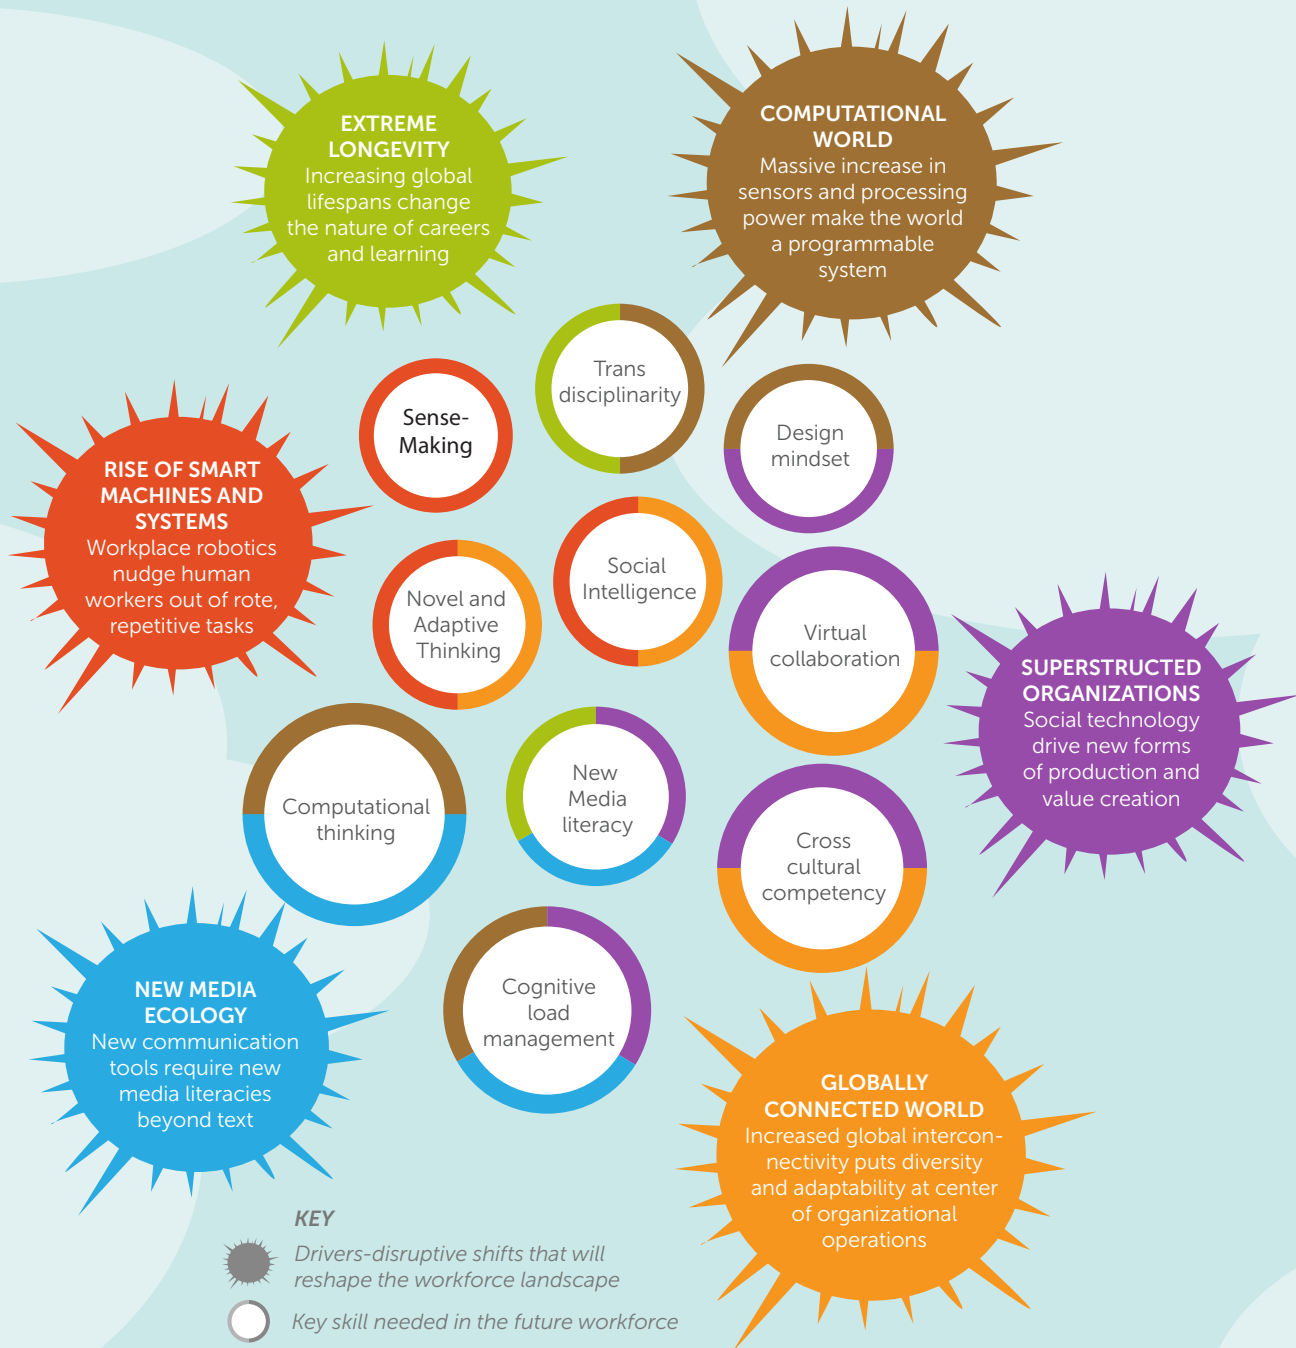 EXTREME
LONGEVITY
Increasing global
lifespans change
the nature of careers
and learning
COMPUTATIONAL
WORLD
Massive increase in
sensors and processing
power make the world
a programmable
system
Trans
disciplinarity
Sense-
Making
Design
mindset
RISE OF SMART
MACHINES AND
SYSTEMS
Workplace robotics
nudge human
workers out of rote,
repetitive tasks
Social
Intelligence
Novel and
Adaptive
Thinking
Virtual
collaboration
SUPERSTRUCTED
ORGANIZATIONS
Social technology
drive new forms
of production and
value creation
Computational
thinking
New
Media
literacy
Cross
cultural
competency
NEW MEDIA
ECOLOGY
New communication
tools require new
media literacies
beyond text
Cognitive
load
management
GLOBALLY
CONNECTED WORLD
Increased global intercon-
nectivity puts diversity
and adaptability at center
of organizational
operations
KEY
Drivers-disruptive shifts that will
reshape the workforce landscape
Key skill needed in the future workforce